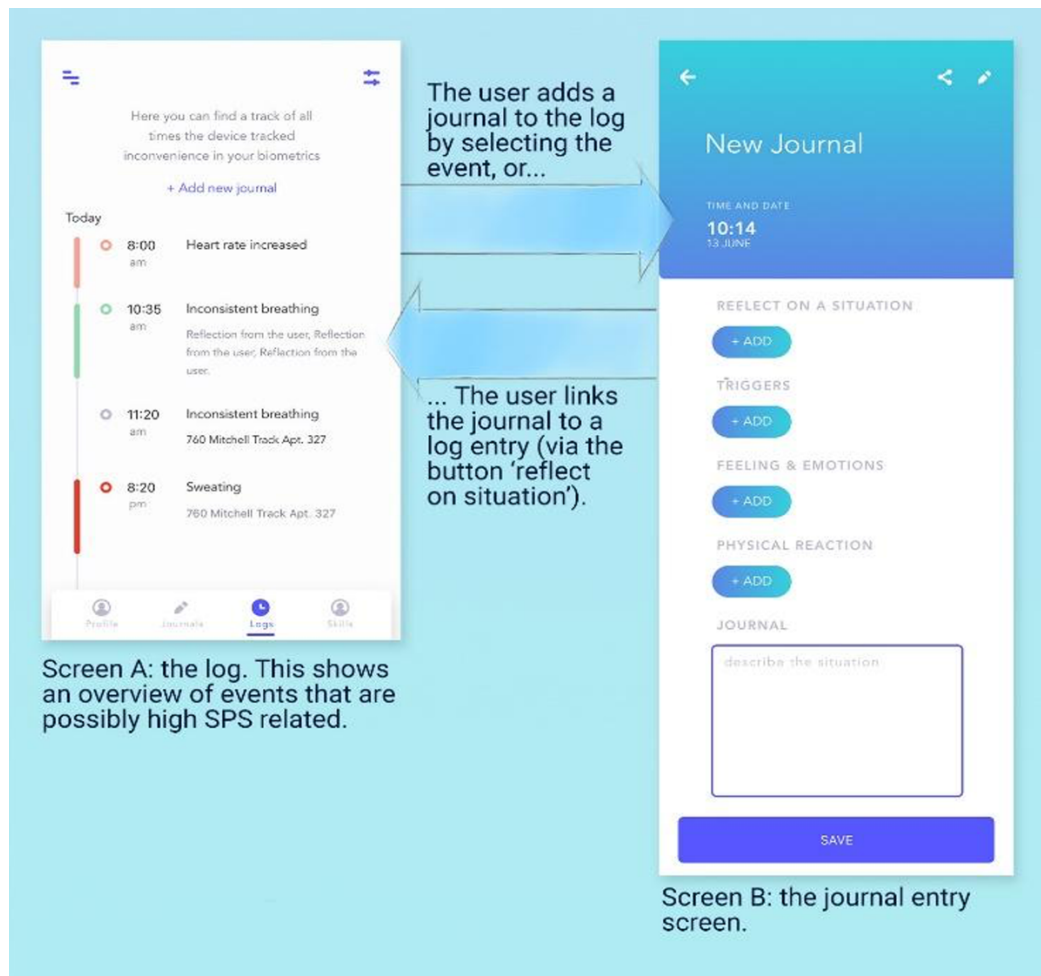 Here you can find a track of all
times the device tracked
inconvenience in your biometrics
+ Add new journal
Today
8:00
am
Heart rate increased
10:35
am
Inconsistent breathing
Reflection from the user, Reflection
from the user, Reflection from the
user.
11:20
am
Inconsistent breathing
760 Mitchell Track Apt. 327
8:20
pm
Sweating
760 Mitchell Track Apt. 327
Profile
Journals
Logs
Skills
Screen A: the log. This shows
an overview of events that are
possibly high SPS related.
The user adds a
journal to the log
by selecting the
event, or...
... The user links
the journal to a
log entry (via the
button ‘reflect
on situation’).
New Journal
TIME AND DATE
10:14
13 JUNE
REFLECT ON A SITUATION
+ ADD
TRIGGERS
+ ADD
FEELING & EMOTIONS
+ ADD
PHYSICAL REACTION
+ ADD
JOURNAL
describe the situation
SAVE
Screen B: the journal entry
screen.